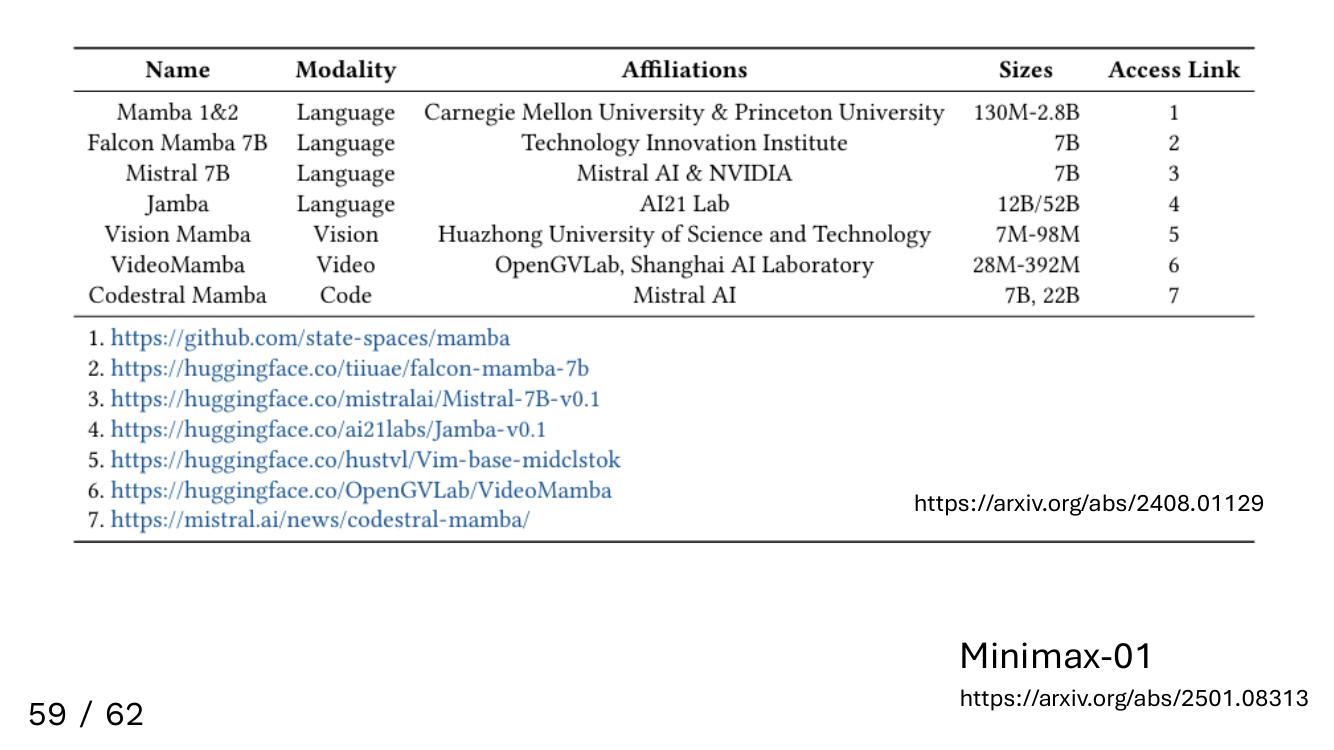 Name Modality Affiliations Sizes Access Link
Mamba 1&2 Language Carnegie Mellon University & Princeton University 130M-2.8B 1
Falcon Mamba 7B Language Technology Innovation Institute 7B 2
Mistral 7B Language Mistral AI & NVIDIA 7B 3
Jamba Language AI21 Lab 12B/52B 4
Vision Mamba Vision Huazhong University of Science and Technology 7M-98M 5
VideoMamba Video OpenGVLab, Shanghai AI Laboratory 28M-392M 6
Codestral Mamba Code Mistral AI 7B, 22B 7
1. https://github.com/state-spaces/mamba
2. https://huggingface.co/tiiuae/falcon-mamba-7b
3. https://huggingface.co/mistralai/Mistral-7B-v0.1
4. https://huggingface.co/ai21labs/Jamba-v0.1
5. https://huggingface.co/hustvl/Vim-base-midclstok
6. https://huggingface.co/OpenGVLab/VideoMamba
https://arxiv.org/abs/2408.01129
7. https://mistral.ai/news/codestral-mamba/
Minimax-01
https://arxiv.org/abs/2501.08313
59 / 62